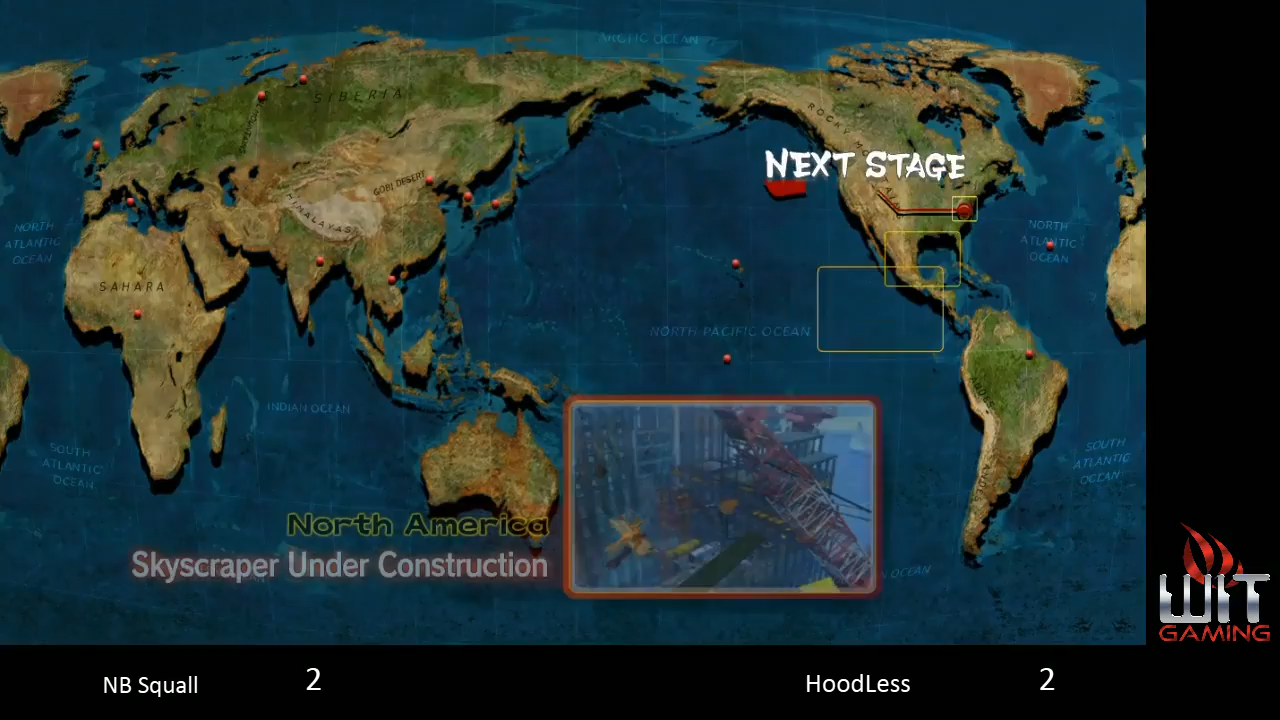 ARCTIC OCEAN
SIBERIA
ROCKY M
NEXT STAGE
GOBI DESERT
HIMALAYAS
NORTH
ATLANTIC
OCEAN
NORTH
ATLANTIC
OCEAN
SAHARA
NORTH PACIFIC OCEAN
INDIAN OCEAN
SOUTH
ATLANTIC
OCEAN
SOUTH
ATLANTIC
OCEAN
North America
Skyscraper Under Construction
N OCEAN
WIT
GAMING
NB Squall 2 HoodLess 2